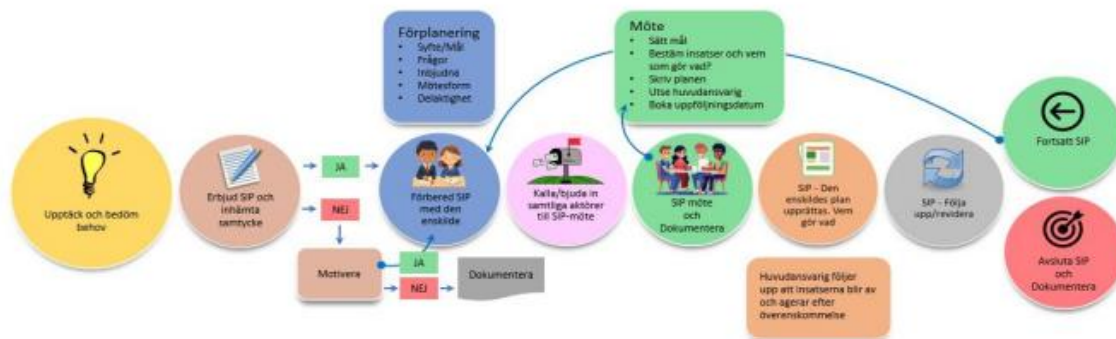 Förplanering
• Syfte/Mål
• Frågor
• Inbjudna
• Mötesform
• Delaktighet
Möte
• Sätt mål
• Bestäm insatser och vem
som gör vad?
• Skriv planen
• Utse huvudansvarig
• Boka uppföljningsdatum
Upptäck och bedöm
behov
Erbjud SIP och
inhämta
samtycke
JA
NEJ
Motivera
JA
NEJ
Dokumentera
Förbered SIP
med den
enskilde
Kalla/bjuda in
samtliga aktörer
till SIP-möte
SIP möte
och
Dokumentera
SIP - Den
enskildes plan
upprättas. Vem
gör vad
Huvudansvarig följer
upp att insatserna blir av
och agerar efter
överenskommelse
SIP - Följa
upp/revidera
Fortsatt SIP
Avsluta SIP
och
Dokumentera